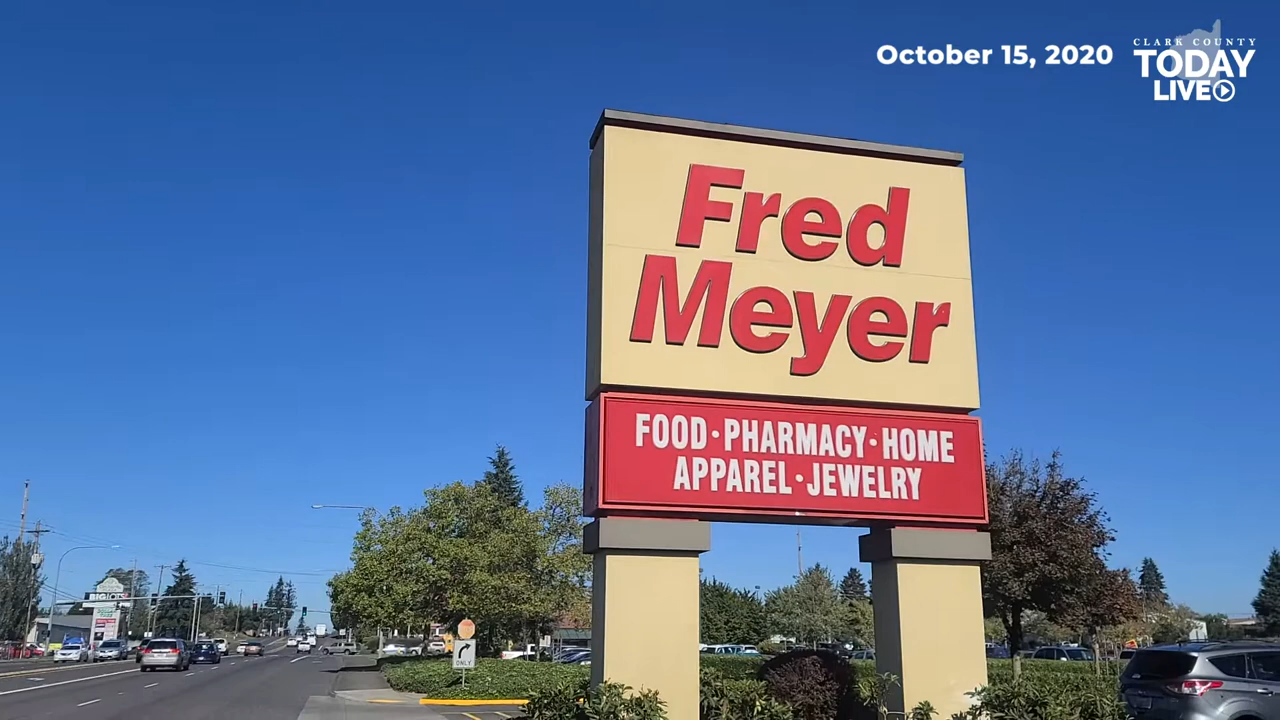 October 15, 2020
CLARK COUNTY
TODAY
LIVE
Fred
Meyer
FOOD·PHARMACY·HOME
APPAREL·JEWELRY
ONLY